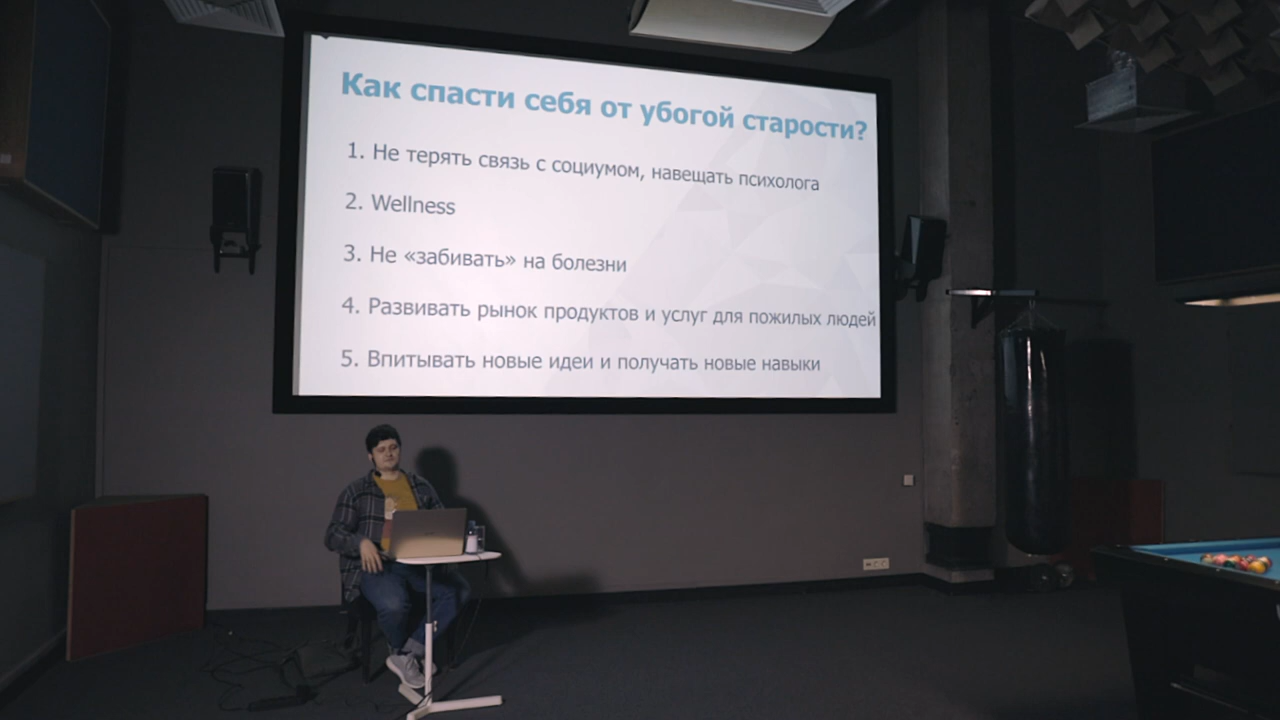 Как спасти себя от убогой старости?
1. Не терять связь с социумом, навещать психолога
2. Wellness
3. Не «забивать» на болезни
4. Развивать рынок продуктов и услуг для пожилых людей
5. Впитывать новые идеи и получать новые навыки